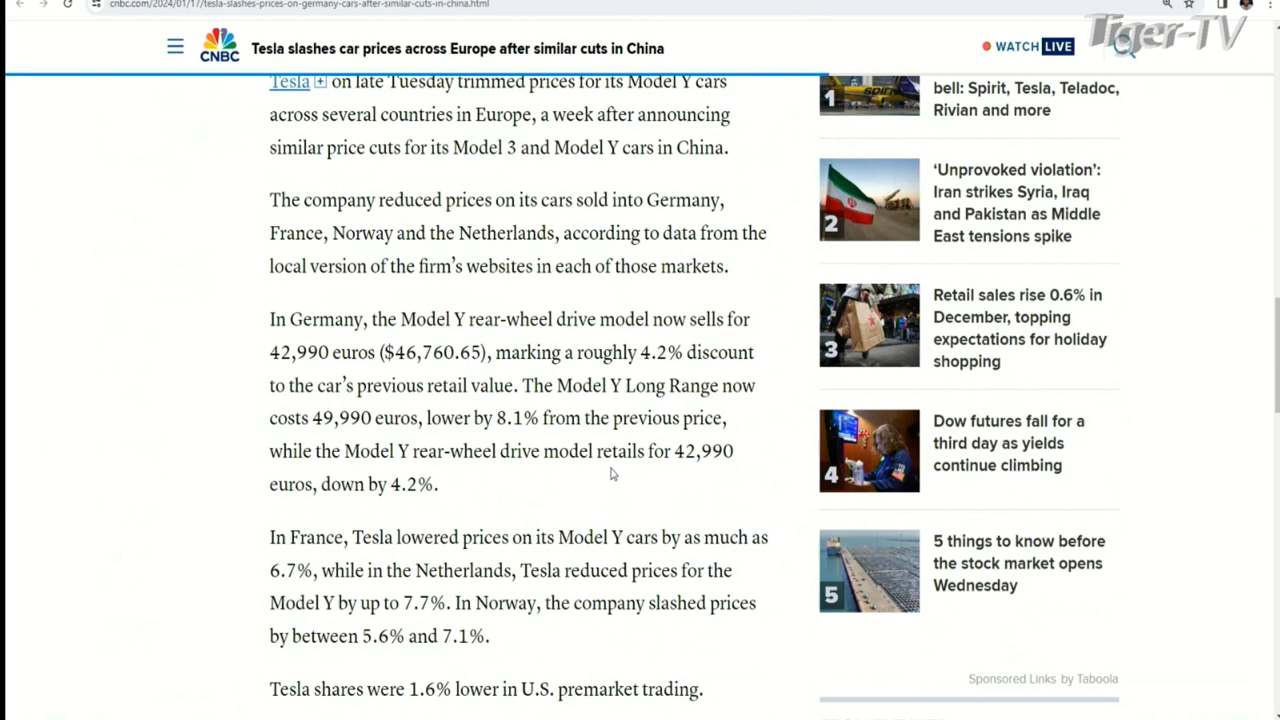 cnbc.com/2024/01/17/tesla-slashes-prices-on-germany-cars-after-similar-cuts-in-china.html
CNBC
Tesla slashes car prices across Europe after similar cuts in China
WATCH LIVE
Tiger-TV
Tesla + on late Tuesday trimmed prices for its Model Y cars
across several countries in Europe, a week after announcing
similar price cuts for its Model 3 and Model Y cars in China.
The company reduced prices on its cars sold into Germany,
France, Norway and the Netherlands, according to data from the
local version of the firm's websites in each of those markets.
In Germany, the Model Y rear-wheel drive model now sells for
42,990 euros ($46,760.65), marking a roughly 4.2% discount
to the car's previous retail value. The Model Y Long Range now
costs 49,990 euros, lower by 8.1% from the previous price,
while the Model Y rear-wheel drive model retails for 42,990
euros, down by 4.2%.
In France, Tesla lowered prices on its Model Y cars by as much as
6.7%, while in the Netherlands, Tesla reduced prices for the
Model Y by up to 7.7%. In Norway, the company slashed prices
by between 5.6% and 7.1%.
Tesla shares were 1.6% lower in U.S. premarket trading.
1
spirit
bell: Spirit, Tesla, Teladoc,
Rivian and more
2
‘Unprovoked violation’:
Iran strikes Syria, Iraq
and Pakistan as Middle
East tensions spike
3
Retail sales rise 0.6% in
December, topping
expectations for holiday
shopping
4
Dow futures fall for a
third day as yields
continue climbing
5
5 things to know before
the stock market opens
Wednesday
Sponsored Links by Taboola